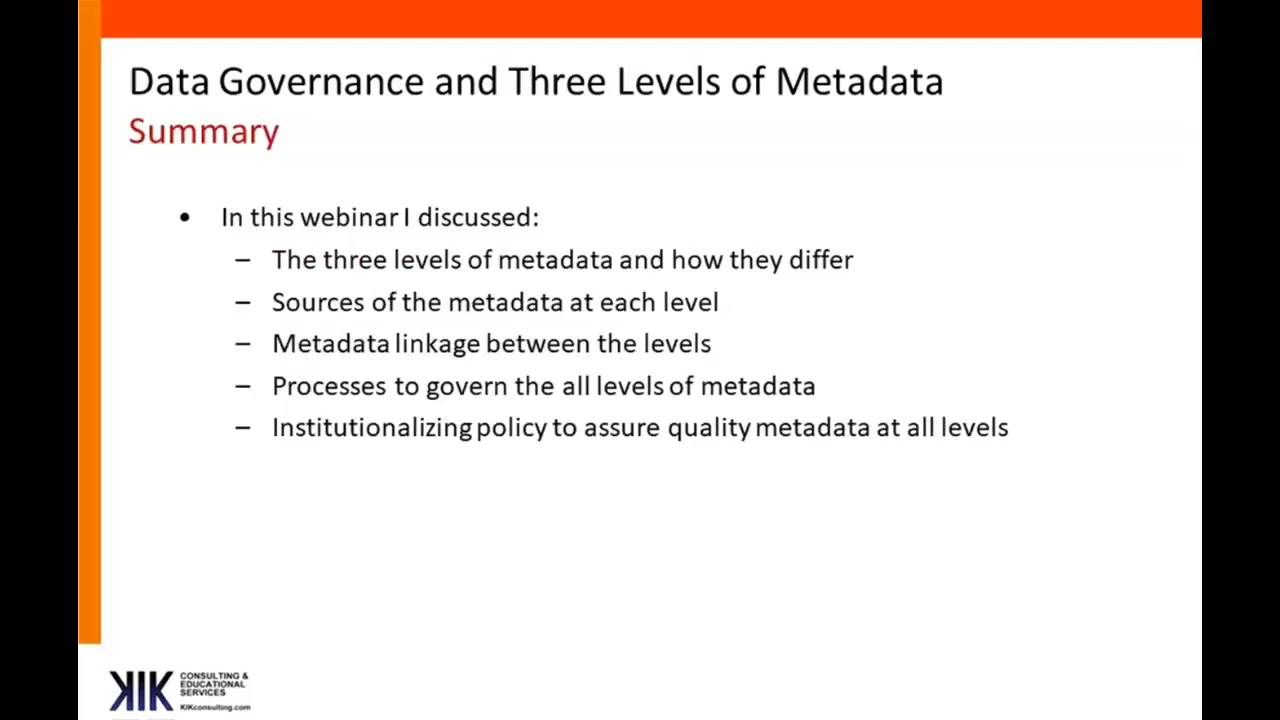 Data Governance and Three Levels of Metadata
Summary
• In this webinar I discussed:
– The three levels of metadata and how they differ
– Sources of the metadata at each level
– Metadata linkage between the levels
– Processes to govern the all levels of metadata
– Institutionalizing policy to assure quality metadata at all levels
KIK
CONSULTING &
EDUCATIONAL
SERVICES
KIKconsulting.com